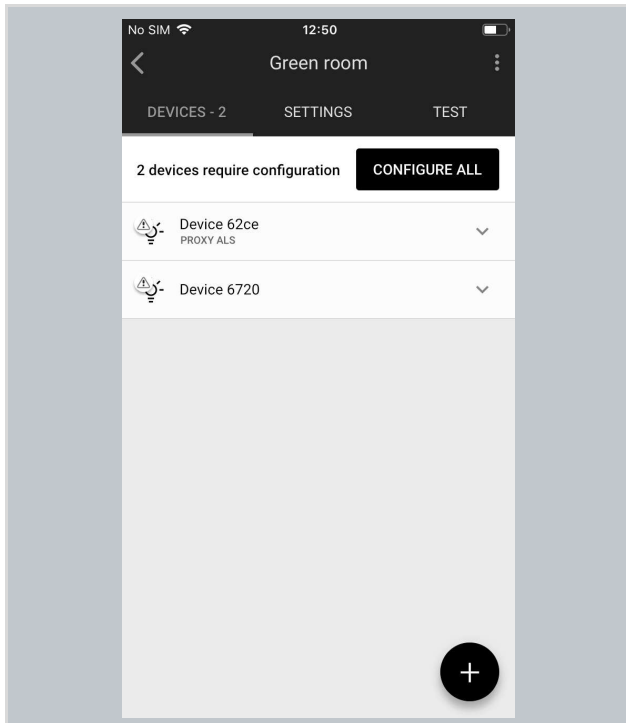 No SIM 12:50
Green room
DEVICES - 2 SETTINGS TEST
2 devices require configuration CONFIGURE ALL
Device 62ce
PROXY ALS
Device 6720